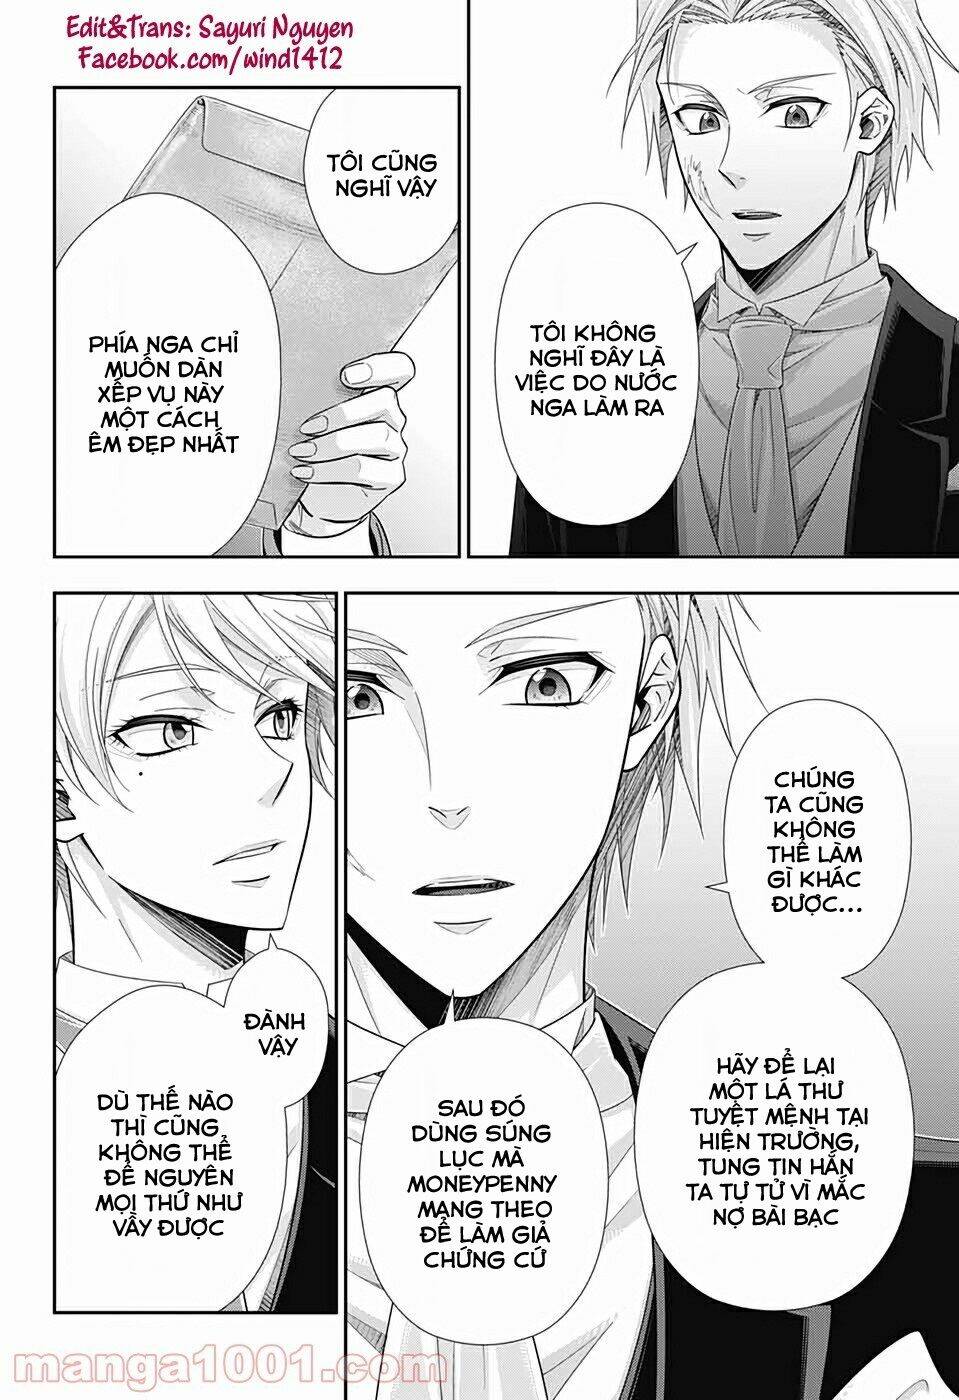 Edit&Trans: Sayuri Nguyen
Facebook.com/wind1412
TÔI KHÔNG
NGHĨ ĐÂY LÀ
VIỆC DO NƯỚC
NGA LÀM RA
TÔI CŨNG
NGHĨ VẬY
PHÍA NGA CHỈ
MUỐN DÀN
XẾP VỤ NÀY
MỘT CÁCH
ÊM ĐẸP NHẤT
CHÚNG
TA CŨNG
KHÔNG
THỂ LÀM
GÌ KHÁC
ĐƯỢC...
HÃY ĐỂ LẠI
MỘT LÁ THƯ
TUYỆT MỆNH TẠI
HIỆN TRƯỜNG,
TUNG TIN HẮN
TA TỰ TỬ VÌ MẮC
NỢ BÀI BẠC
SAU ĐÓ
DÙNG SÚNG
LỤC MÀ
MONEYPENNY
MANG THEO
ĐỂ LÀM GIẢ
CHỨNG CỨ
ĐÀNH
VẬY
DÙ THẾ NÀO
THÌ CŨNG
KHÔNG THỂ
ĐỂ NGUYÊN
MỌI THỨ NHƯ
VẦY ĐƯỢC
manga1001.com